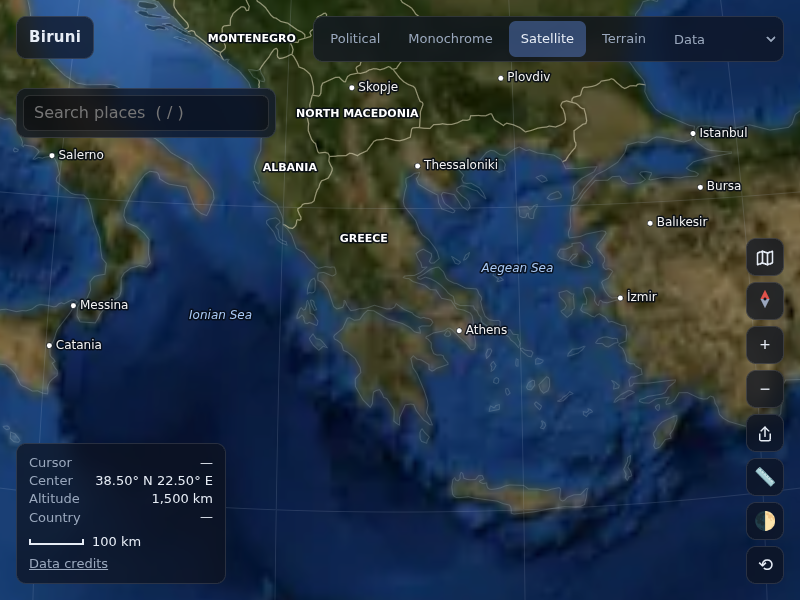 Biruni
Political Monochrome Satellite Terrain Data
Search places ( / )
MONTENEGRO
Skopje
Plovdiv
NORTH MACEDONIA
Istanbul
Salerno
ALBANIA
Thessaloniki
Bursa
Balıkesir
GREECE
Aegean Sea
İzmir
Messina
Ionian Sea
Athens
Catania
+
−
Cursor —
Center 38.50° N 22.50° E
Altitude 1,500 km
Country —
100 km
Data credits